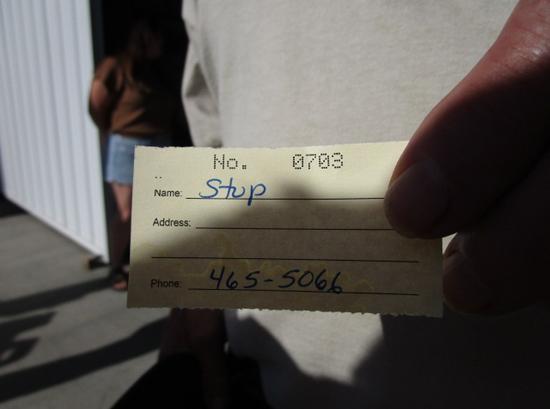 No. 0703
Name: Stup
Address:
Phone: 465-5066